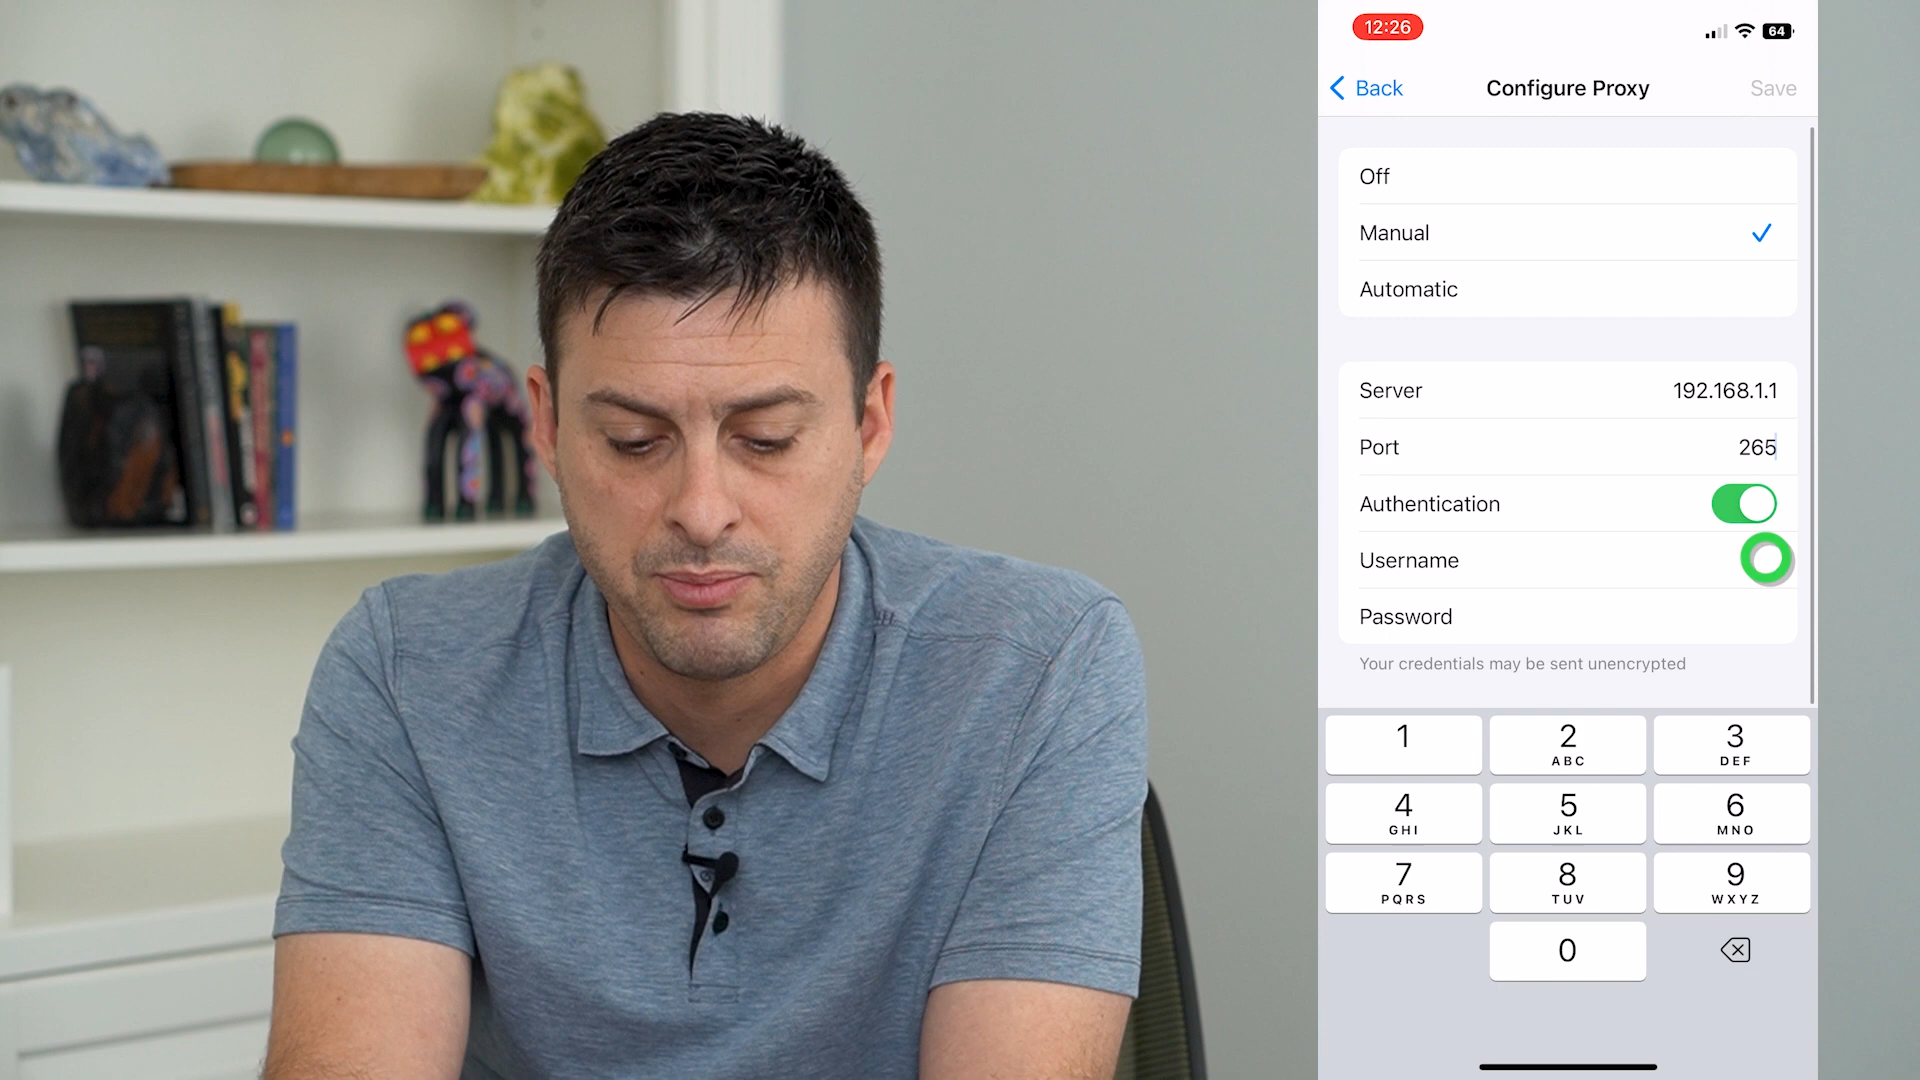 12:26
64
Back
Configure Proxy
Save
Off
Manual
Automatic
Server 192.168.1.1
Port 265
Authentication
Username
Password
Your credentials may be sent unencrypted
1 2 3
ABC DEF
4 5 6
GHI JKL MNO
7 8 9
PQRS TUV WXYZ
0